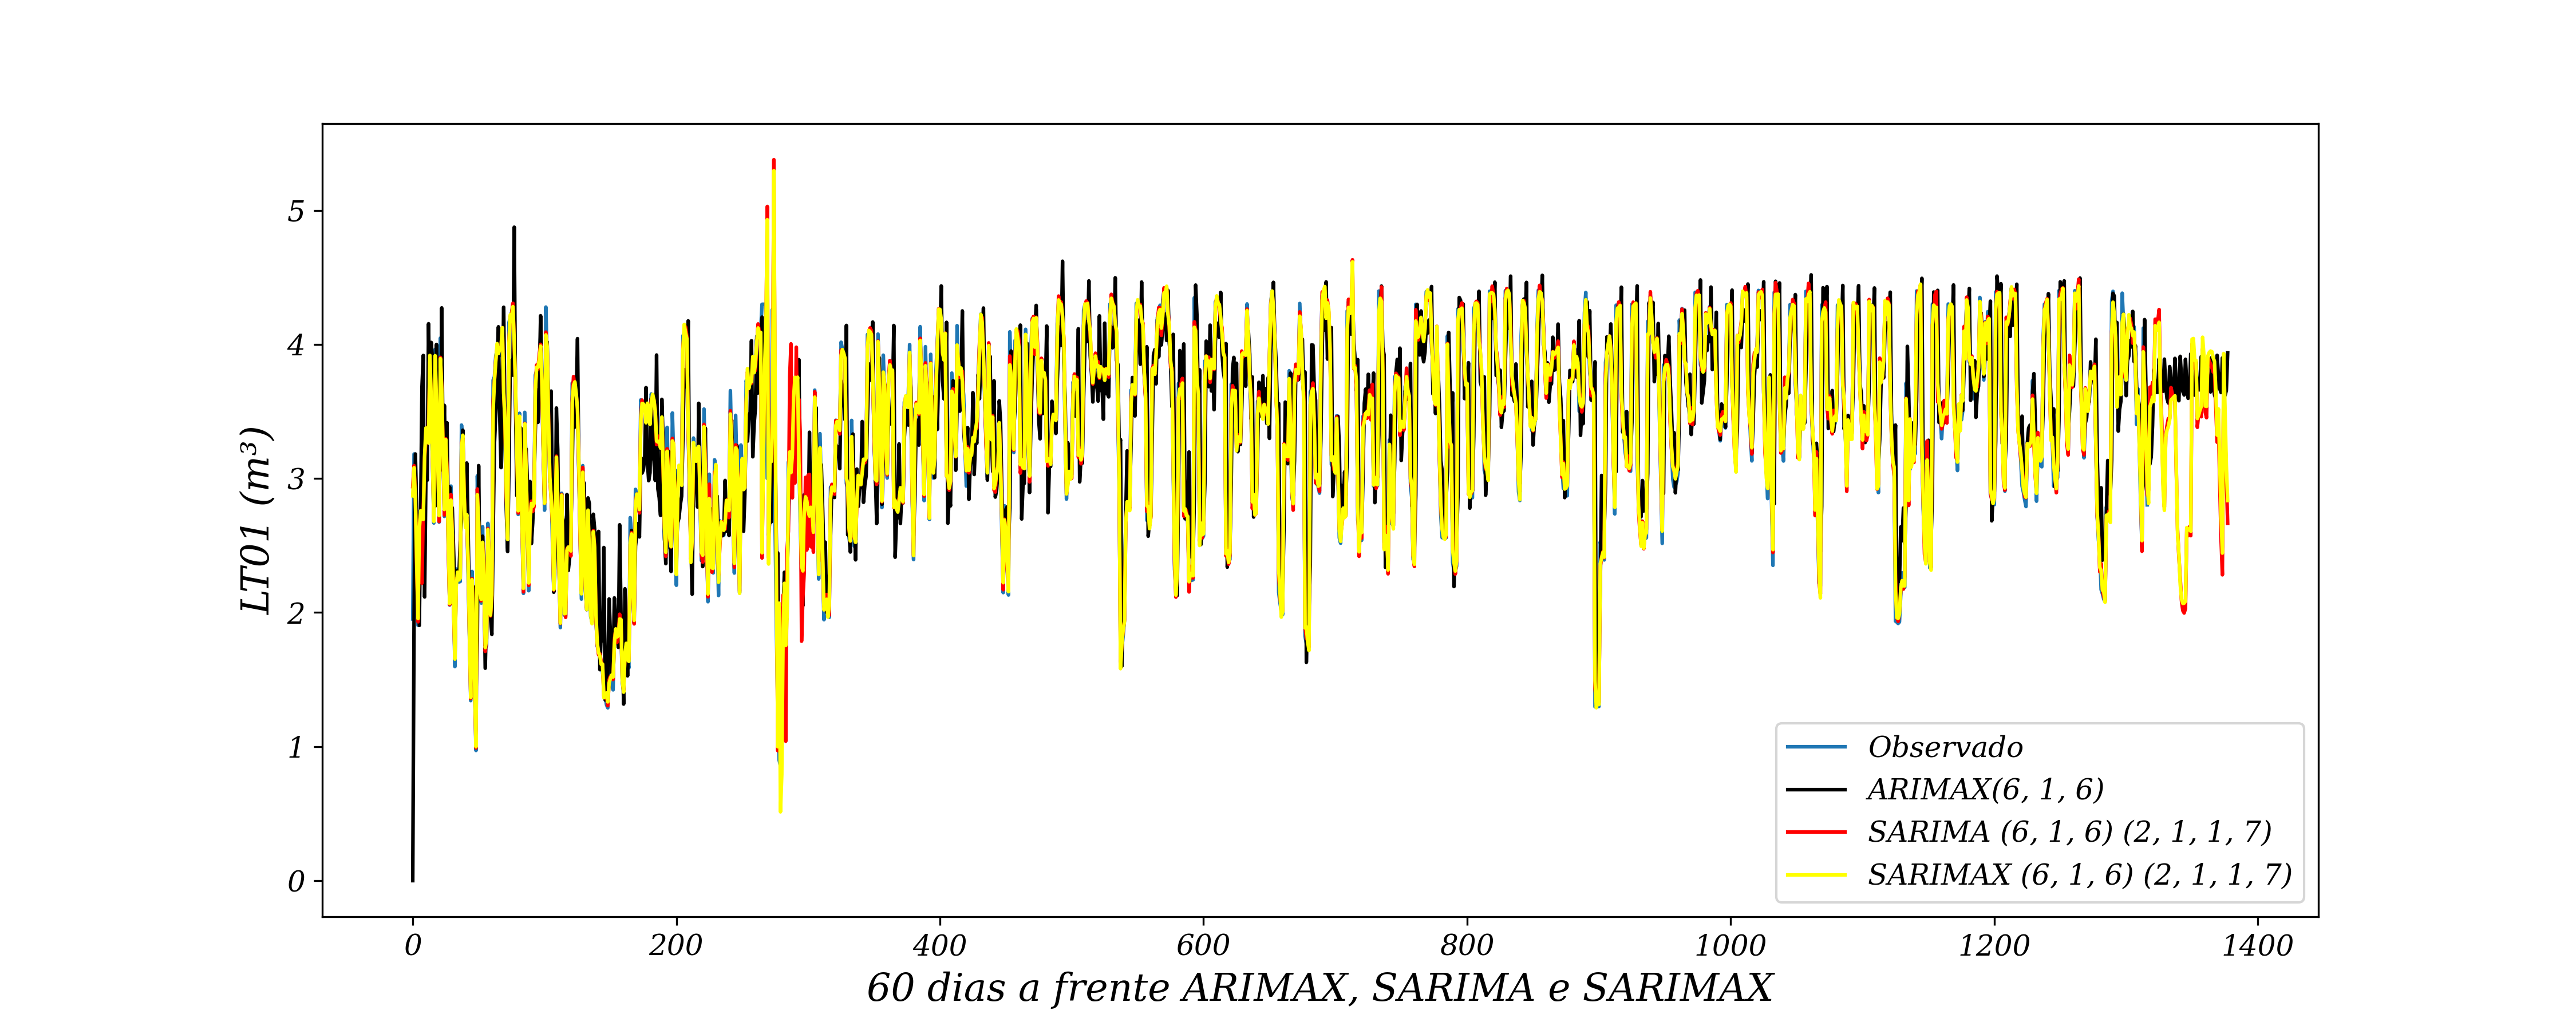 5
4
3
2
1
0
LT01 (m³)
Observado
ARIMAX(6, 1, 6)
SARIMA (6, 1, 6) (2, 1, 1, 7)
SARIMAX (6, 1, 6) (2, 1, 1, 7)
0 200 400 600 800 1000 1200 1400
60 dias a frente ARIMAX, SARIMA e SARIMAX